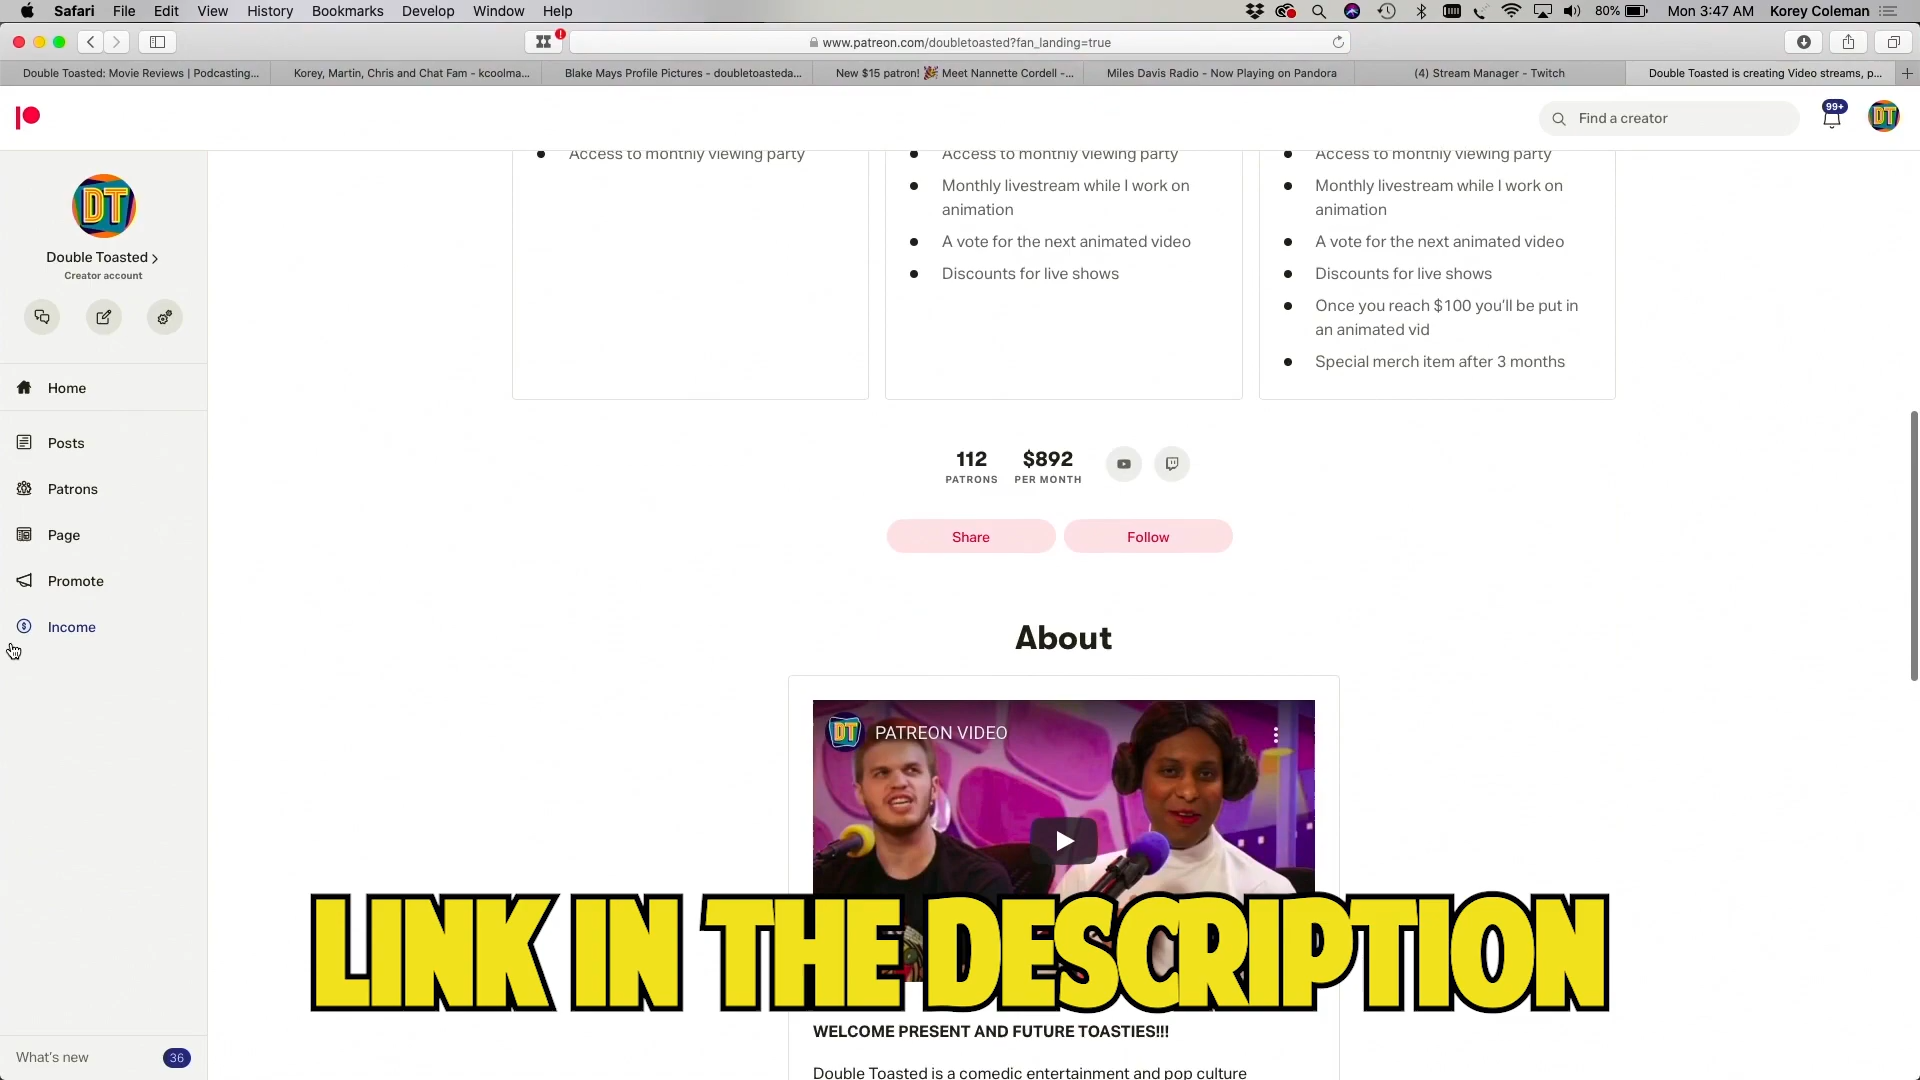 Safari File Edit View History Bookmarks Develop Window Help 80% Mon 3:47 AM Korey Coleman
www.patreon.com/doubletoasted?fan_landing=true
Double Toasted: Movie Reviews | Podcasting... Korey, Martin, Chris and Chat Fam - kcoolma... Blake Mays Profile Pictures - doubletoasteda... New $15 patron! 🎉 Meet Nannette Cordell -... Miles Davis Radio - Now Playing on Pandora (4) Stream Manager - Twitch Double Toasted is creating Video streams, p...
Find a creator 99+ DT
DT
Double Toasted
Creator account
Home
Posts
Patrons
Page
Promote
Income
What's new 36
Access to monthly viewing party
Access to monthly viewing party
Monthly livestream while I work on
animation
A vote for the next animated video
Discounts for live shows
Access to monthly viewing party
Monthly livestream while I work on
animation
A vote for the next animated video
Discounts for live shows
Once you reach $100 you'll be put in
an animated vid
Special merch item after 3 months
112 $892
PATRONS PER MONTH
Share Follow
About
DT PATREON VIDEO
LINK IN THE DESCRIPTION
WELCOME PRESENT AND FUTURE TOASTIES!!!
Double Toasted is a comedic entertainment and pop culture